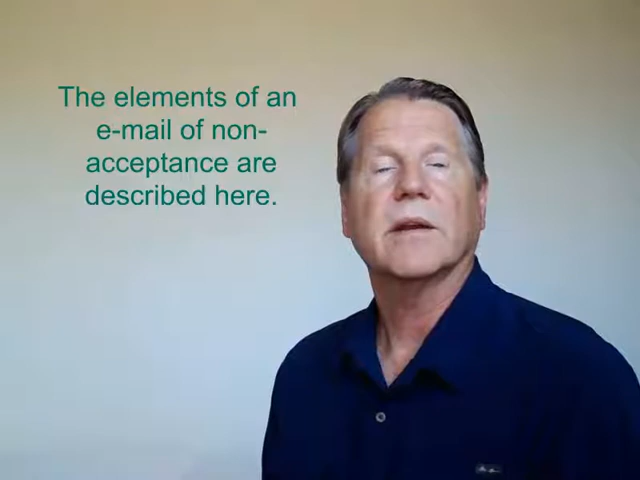 The elements of an
e-mail of non-
acceptance are
described here.